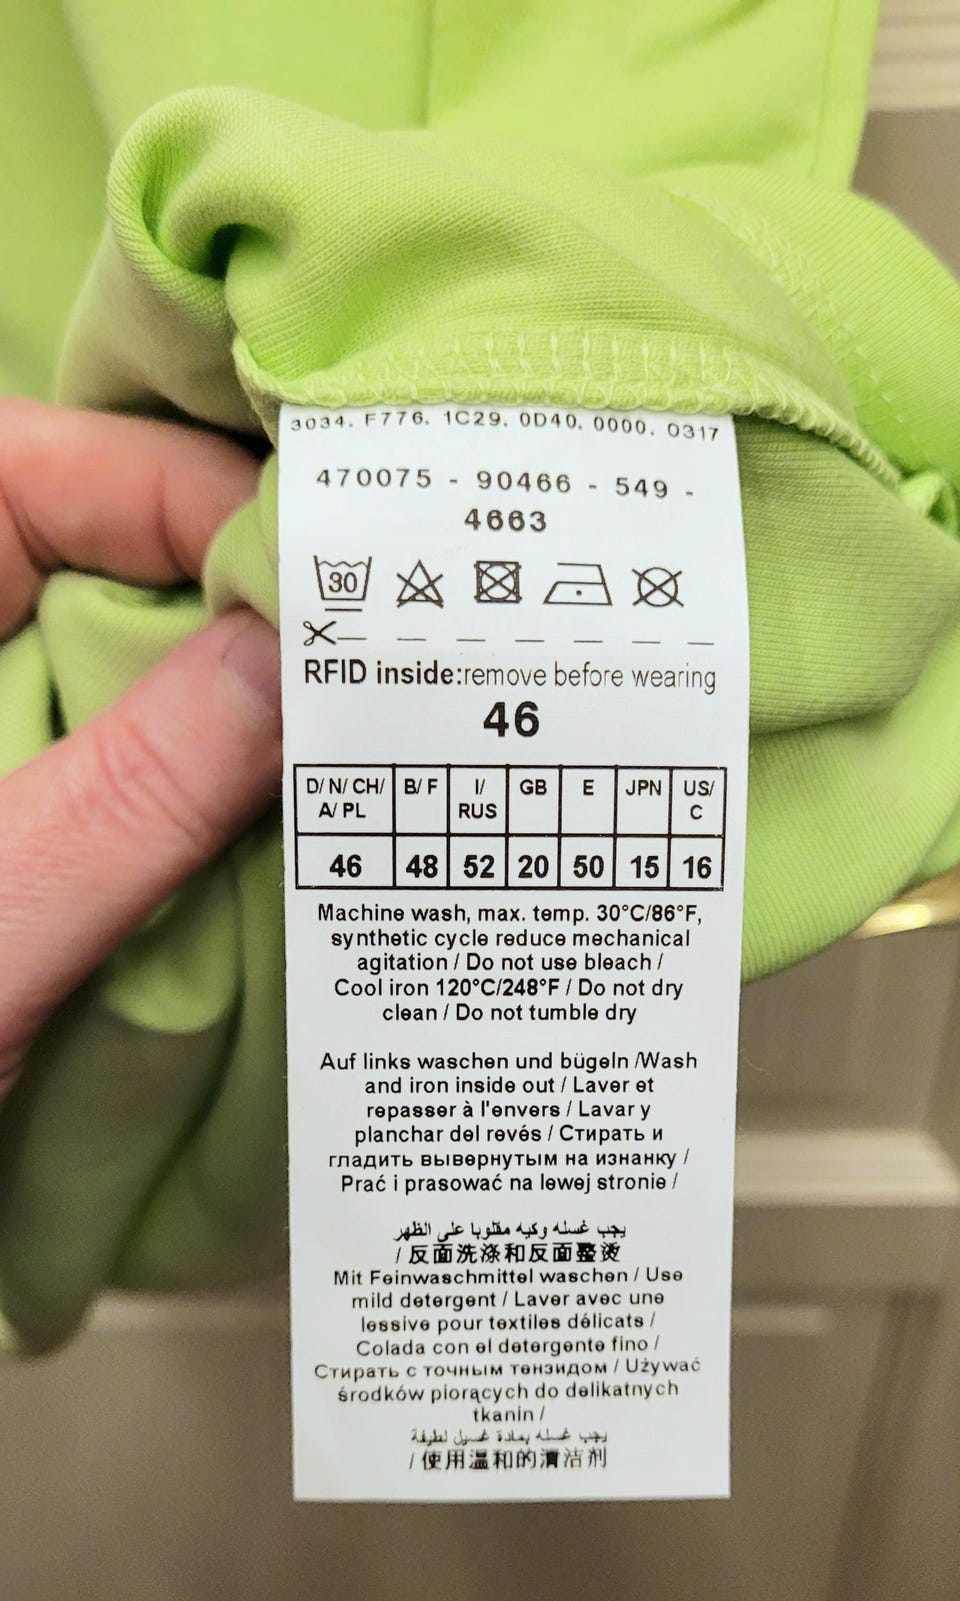 3034. F776. 1C29. 0D40. 0000. 0317
470075 - 90466 - 549 -
4663
30
RFID inside:remove before wearing
46
D/ N/ CH/ A/ PL B/ F I/ RUS GB E JPN US/ C
46 48 52 20 50 15 16
Machine wash, max. temp. 30°C/86°F,
synthetic cycle reduce mechanical
agitation / Do not use bleach /
Cool iron 120°C/248°F / Do not dry
clean / Do not tumble dry
Auf links waschen und bügeln /Wash
and iron inside out / Laver et
repasser à l'envers / Lavar y
planchar del revés / Стирать и
гладить вывернутым на изнанку /
Prać i prasować na lewej stronie /
يجب غسله وكيه مقلوبا على الظهر
/ 反面洗涤和反面整烫
Mit Feinwaschmittel waschen / Use
mild detergent / Laver avec une
lessive pour textiles délicats /
Colada con el detergente fino /
Стирать с точным тензидом / Używać
środków piorących do delikatnych
tkanin /
يجب غسله بمادة غسيل لطيفة
/ 使用温和的清洁剂